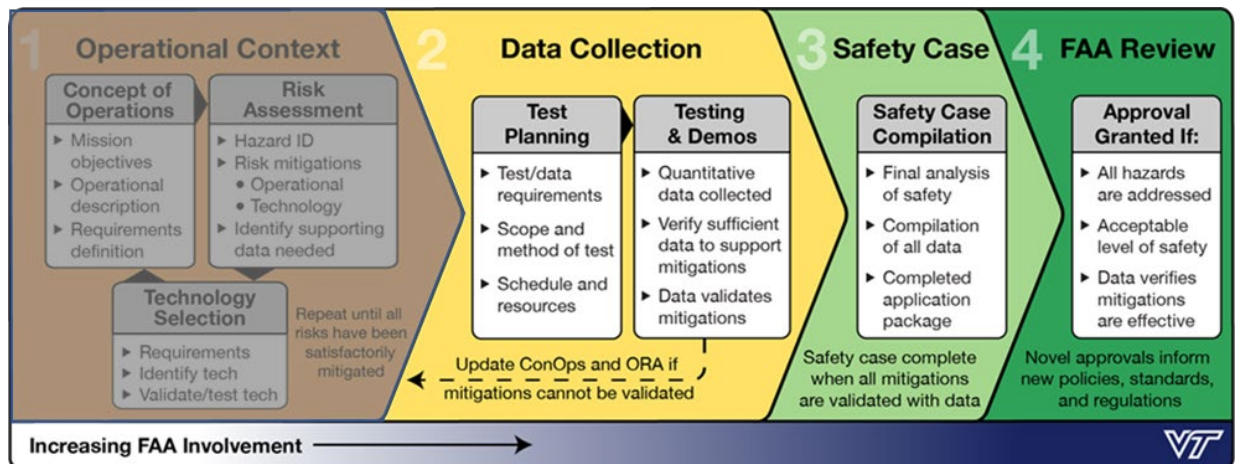 1 Operational Context
Concept of
Operations
▸ Mission
objectives
▸ Operational
description
▸ Requirements
definition
Risk
Assessment
▸ Hazard ID
▸ Risk mitigations
• Operational
• Technology
▸ Identify supporting
data needed
Technology
Selection
▸ Requirements
▸ Identify tech
▸ Validate/test tech
Repeat until all
risks have been
satisfactorily
mitigated
2 Data Collection
Test
Planning
▸ Test/data
requirements
▸ Scope and
method of test
▸ Schedule and
resources
Testing
& Demos
▸ Quantitative
data collected
▸ Verify sufficient
data to support
mitigations
▸ Data validates
mitigations
Update ConOps and ORA if
mitigations cannot be validated
3 Safety Case
Safety Case
Compilation
▸ Final analysis
of safety
▸ Compilation
of all data
▸ Completed
application
package
Safety case complete
when all mitigations
are validated with data
4 FAA Review
Approval
Granted If:
▸ All hazards
are addressed
▸ Acceptable
level of safety
▸ Data verifies
mitigations
are effective
Novel approvals inform
new policies, standards,
and regulations
Increasing FAA Involvement
VT